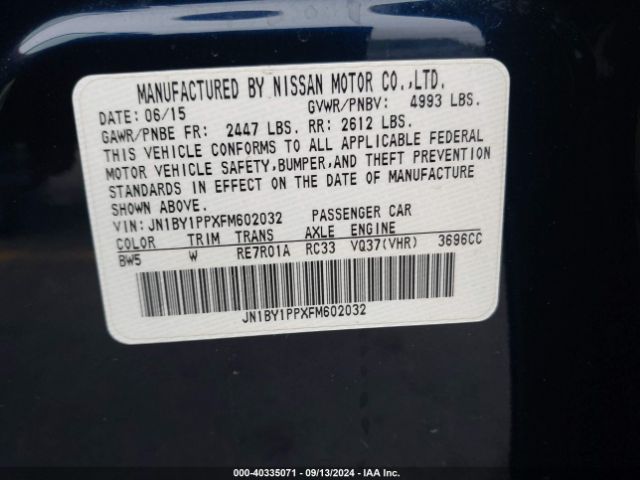 MANUFACTURED BY NISSAN MOTOR CO.,LTD.
DATE: 06/15 GVWR/PNBV: 4993 LBS.
GAWR/PNBE FR: 2447 LBS. RR: 2612 LBS.
THIS VEHICLE CONFORMS TO ALL APPLICABLE FEDERAL
MOTOR VEHICLE SAFETY,BUMPER,AND THEFT PREVENTION
STANDARDS IN EFFECT ON THE DATE OF MANUFACTURE
SHOWN ABOVE.
VIN: JN1BY1PPXFM602032 PASSENGER CAR
COLOR TRIM TRANS AXLE ENGINE
BW5 W RE7R01A RC33 VQ37(VHR) 3696CC
JN1BY1PPXFM602032
000-40335071 - 09/13/2024 - IAA Inc.